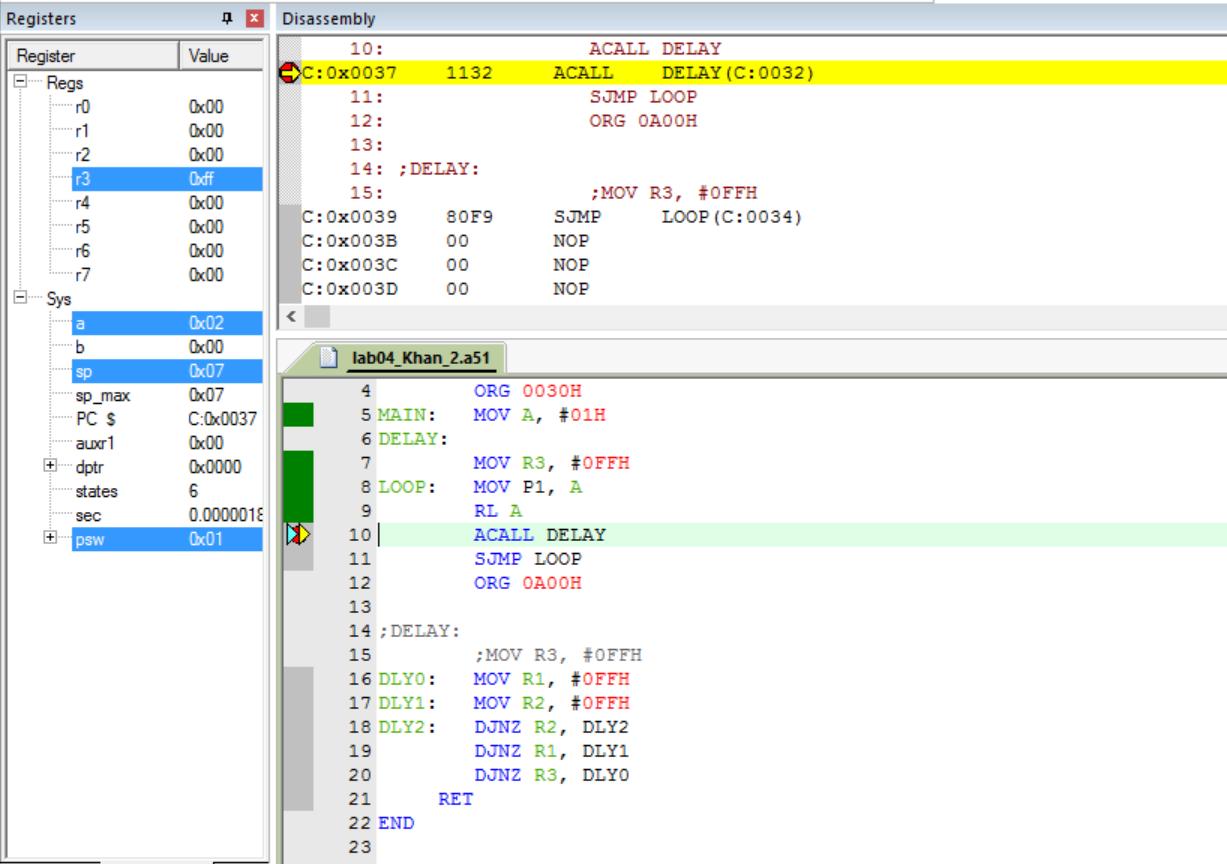 Registers
Register Value
Regs
r0 0x00
r1 0x00
r2 0x00
r3 0xff
r4 0x00
r5 0x00
r6 0x00
r7 0x00
Sys
a 0x02
b 0x00
sp 0x07
sp_max 0x07
PC $ C:0x0037
auxr1 0x00
dptr 0x0000
states 6
sec 0.0000018
psw 0x01
Disassembly
10: ACALL DELAY
C:0x0037 1132 ACALL DELAY(C:0032)
11: SJMP LOOP
12: ORG 0A00H
13:
14: ;DELAY:
15: ;MOV R3, #0FFH
C:0x0039 80F9 SJMP LOOP(C:0034)
C:0x003B 00 NOP
C:0x003C 00 NOP
C:0x003D 00 NOP
lab04_Khan_2.a51
4 ORG 0030H
5 MAIN: MOV A, #01H
6 DELAY:
7 MOV R3, #0FFH
8 LOOP: MOV P1, A
9 RL A
10 ACALL DELAY
11 SJMP LOOP
12 ORG 0A00H
13
14 ;DELAY:
15 ;MOV R3, #0FFH
16 DLY0: MOV R1, #0FFH
17 DLY1: MOV R2, #0FFH
18 DLY2: DJNZ R2, DLY2
19 DJNZ R1, DLY1
20 DJNZ R3, DLY0
21 RET
22 END
23